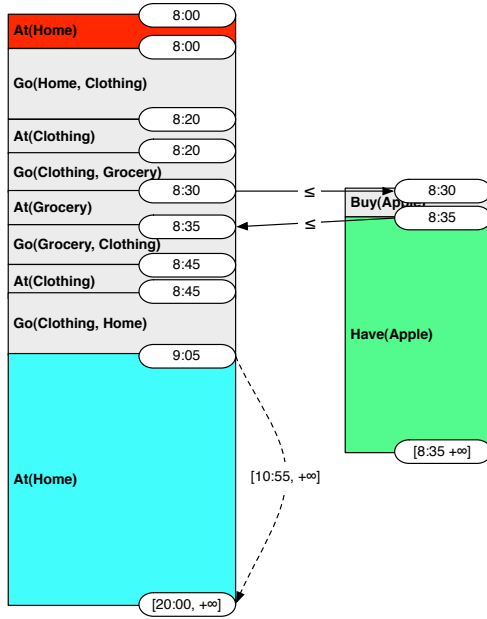 8:00
At(Home)
8:00
Go(Home, Clothing)
8:20
At(Clothing)
8:20
Go(Clothing, Grocery)
8:30
≤
8:30
Buy(Apple)
At(Grocery)
8:35
≤
8:35
Go(Grocery, Clothing)
8:45
At(Clothing)
8:45
Go(Clothing, Home)
Have(Apple)
9:05
[8:35 +∞]
At(Home)
[10:55, +∞]
[20:00, +∞]